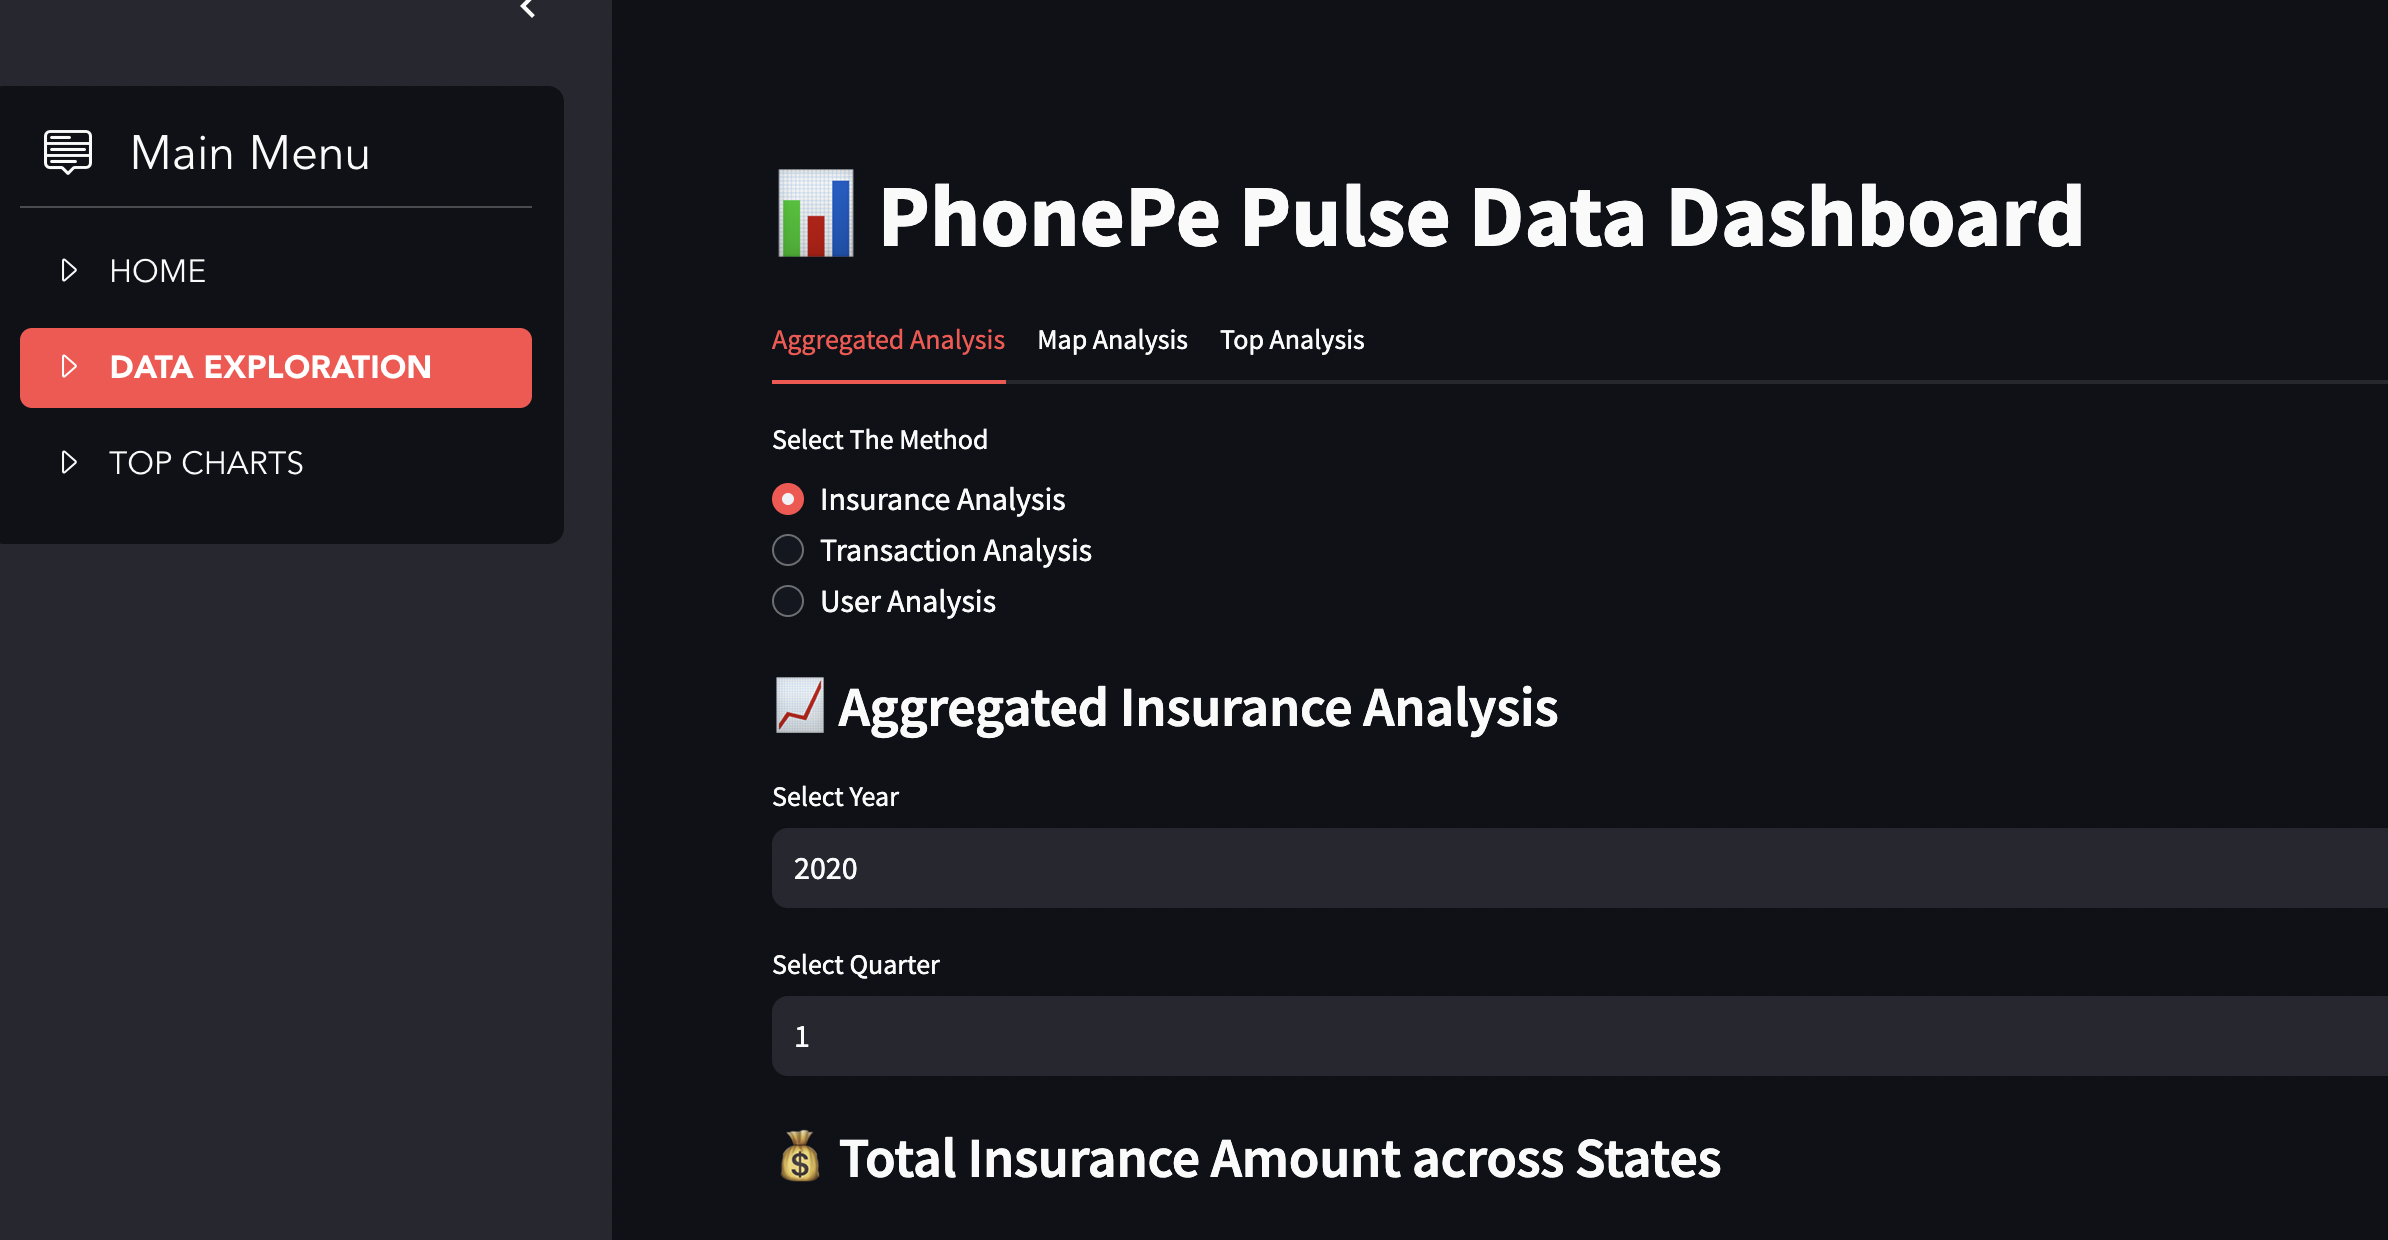 Main Menu
HOME
DATA EXPLORATION
TOP CHARTS
PhonePe Pulse Data Dashboard
Aggregated Analysis Map Analysis Top Analysis
Select The Method
Insurance Analysis
Transaction Analysis
User Analysis
Aggregated Insurance Analysis
Select Year
2020
Select Quarter
1
Total Insurance Amount across States